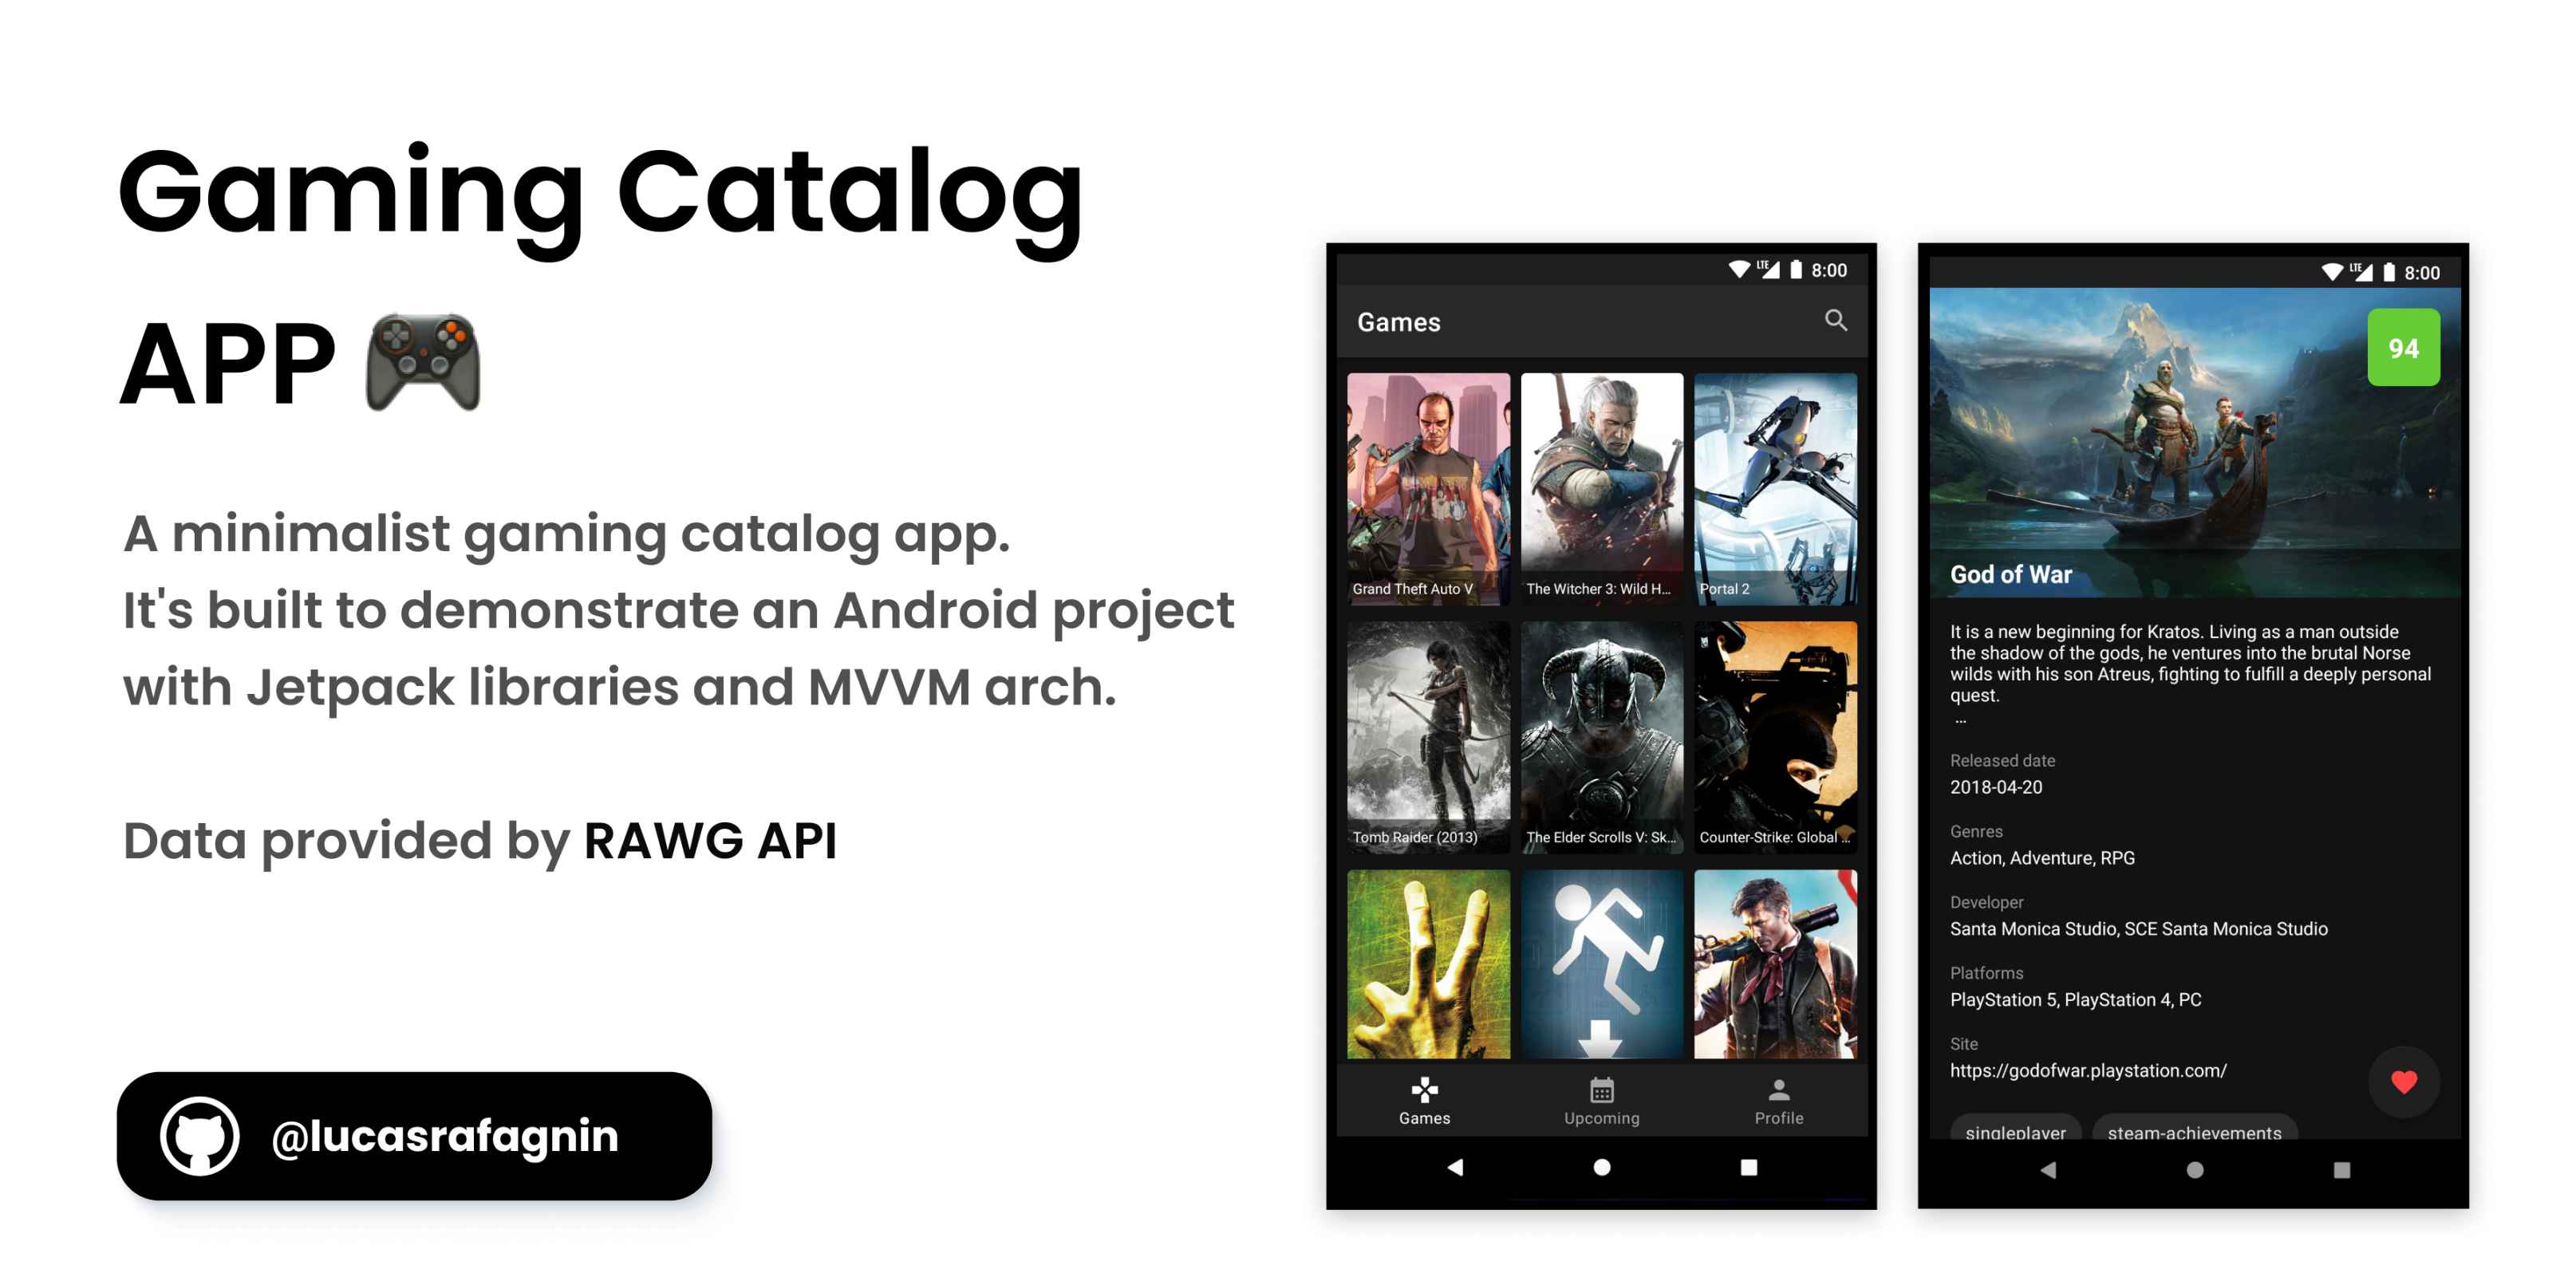 Gaming Catalog
APP
A minimalist gaming catalog app.
It's built to demonstrate an Android project
with Jetpack libraries and MVVM arch.
Data provided by RAWG API
@lucasrafagnin
LTE 8:00
Games
Grand Theft Auto V
The Witcher 3: Wild H...
Portal 2
Tomb Raider (2013)
The Elder Scrolls V: Sk...
Counter-Strike: Global ...
Games
Upcoming
Profile
LTE 8:00
94
God of War
It is a new beginning for Kratos. Living as a man outside
the shadow of the gods, he ventures into the brutal Norse
wilds with his son Atreus, fighting to fulfill a deeply personal
quest.
...
Released date
2018-04-20
Genres
Action, Adventure, RPG
Developer
Santa Monica Studio, SCE Santa Monica Studio
Platforms
PlayStation 5, PlayStation 4, PC
Site
https://godofwar.playstation.com/
singleplayer
steam-achievements